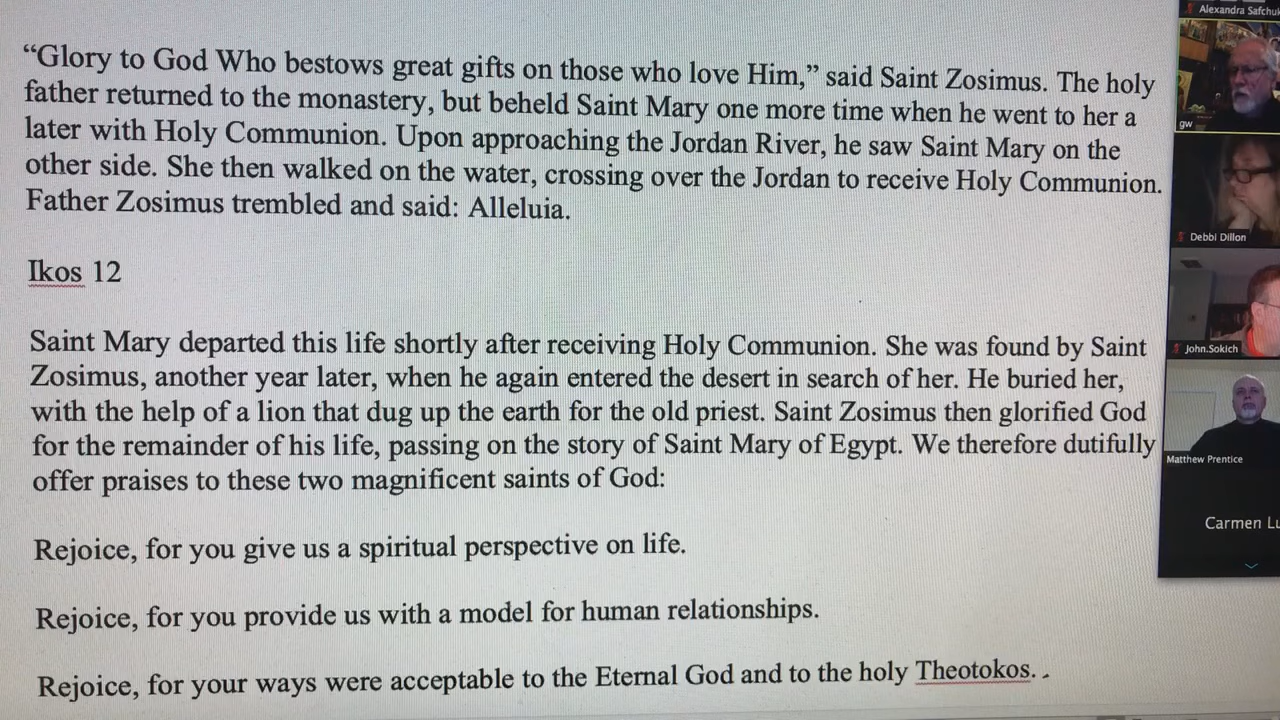 “Glory to God Who bestows great gifts on those who love Him,” said Saint Zosimus. The holy
father returned to the monastery, but beheld Saint Mary one more time when he went to her a
later with Holy Communion. Upon approaching the Jordan River, he saw Saint Mary on the
other side. She then walked on the water, crossing over the Jordan to receive Holy Communion.
Father Zosimus trembled and said: Alleluia.
Ikos 12
Saint Mary departed this life shortly after receiving Holy Communion. She was found by Saint
Zosimus, another year later, when he again entered the desert in search of her. He buried her,
with the help of a lion that dug up the earth for the old priest. Saint Zosimus then glorified God
for the remainder of his life, passing on the story of Saint Mary of Egypt. We therefore dutifully
offer praises to these two magnificent saints of God:
Rejoice, for you give us a spiritual perspective on life.
Rejoice, for you provide us with a model for human relationships.
Rejoice, for your ways were acceptable to the Eternal God and to the holy Theotokos. .
Alexandra Safchuk
gw
Debbi Dillon
John.Sokich
Matthew Prentice
Carmen